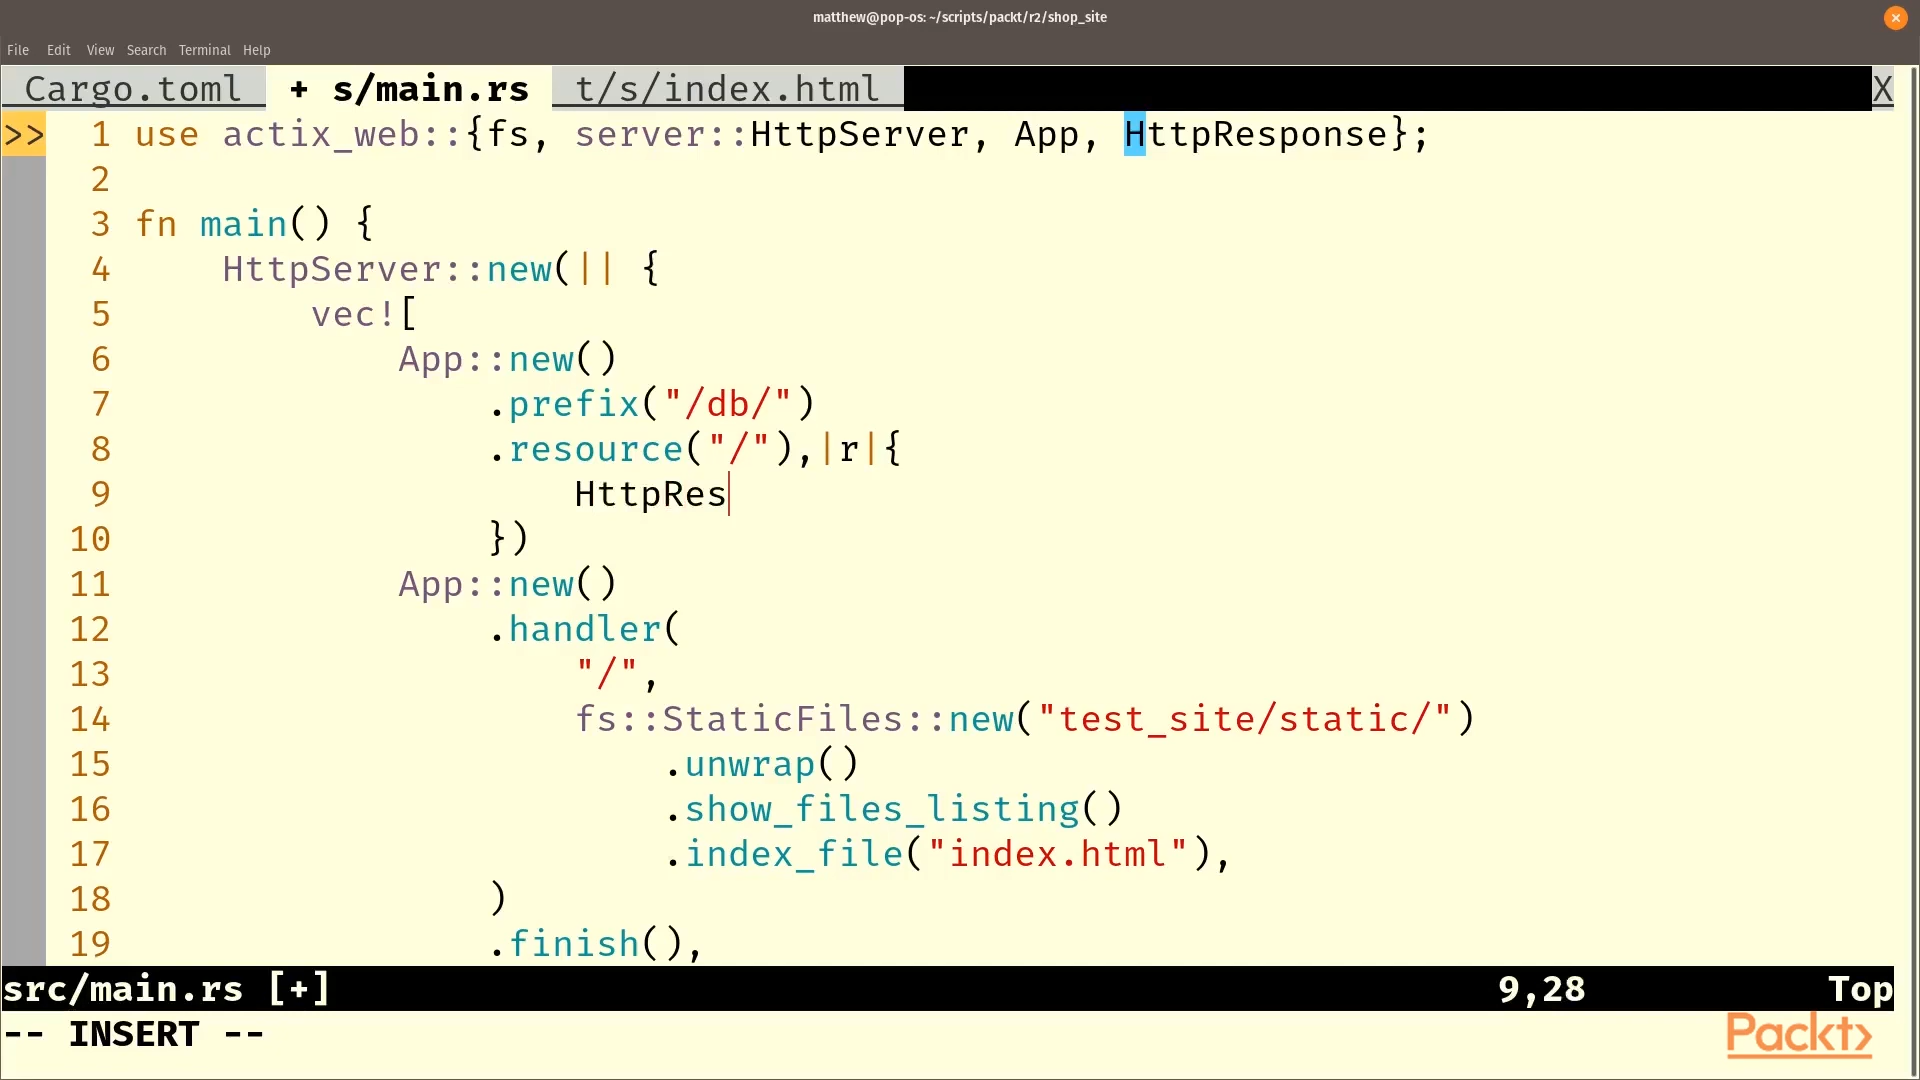 matthew@pop-os: ~/scripts/packt/r2/shop_site
File Edit View Search Terminal Help
Cargo.toml + s/main.rs t/s/index.html X
>> 1 use actix_web::{fs, server::HttpServer, App, HttpResponse};
2
3 fn main() {
4     HttpServer::new(|| {
5         vec![
6             App::new()
7                 .prefix("/db/")
8                 .resource("/"),|r|{
9                     HttpRes
10                 })
11             App::new()
12                 .handler(
13                     "/",
14                     fs::StaticFiles::new("test_site/static/")
15                         .unwrap()
16                         .show_files_listing()
17                         .index_file("index.html"),
18                 )
19                 .finish(),
src/main.rs [+] 9,28 Top
-- INSERT --
Packt>